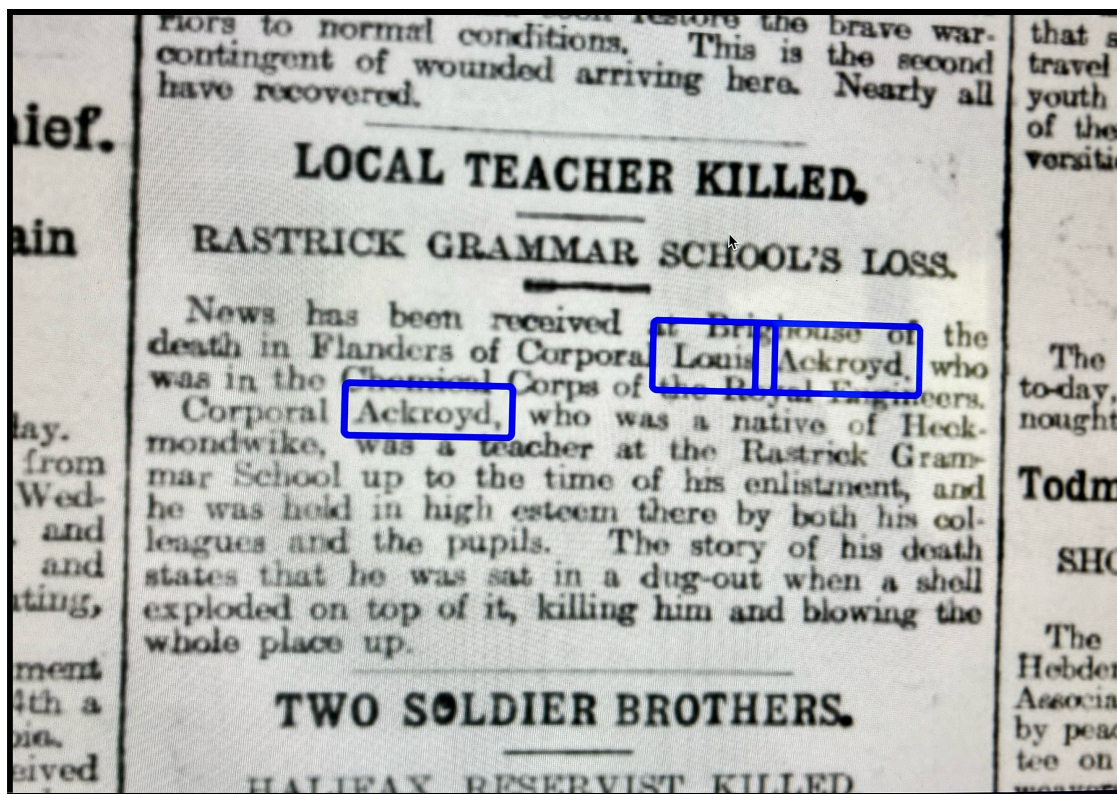 riors to normal conditions. This is the second
contingent of wounded arriving here. Nearly all
have recovered.
LOCAL TEACHER KILLED.
RASTRICK GRAMMAR SCHOOL'S LOSS.
News has been received at Brighouse of the
death in Flanders of Corporal Louis Ackroyd, who
was in the Chemical Corps of the Royal Engineers.
Corporal Ackroyd, who was a native of Heck-
mondwike, was a teacher at the Rastrick Gram-
mar School up to the time of his enlistment, and
he was held in high esteem there by both his col-
leagues and the pupils. The story of his death
states that he was sat in a dug-out when a shell
exploded on top of it, killing him and blowing the
whole place up.
TWO SOLDIER BROTHERS.
HALIFAX RESERVIST KILLED
hief.
ain
day.
from
Wed-
and
and
ating,
ment
4th a
eived
that s
travel
youth
of the
versiti
The
to-day,
nought
Todm
SHO
The
Hebden
Associa
by peac
tee on